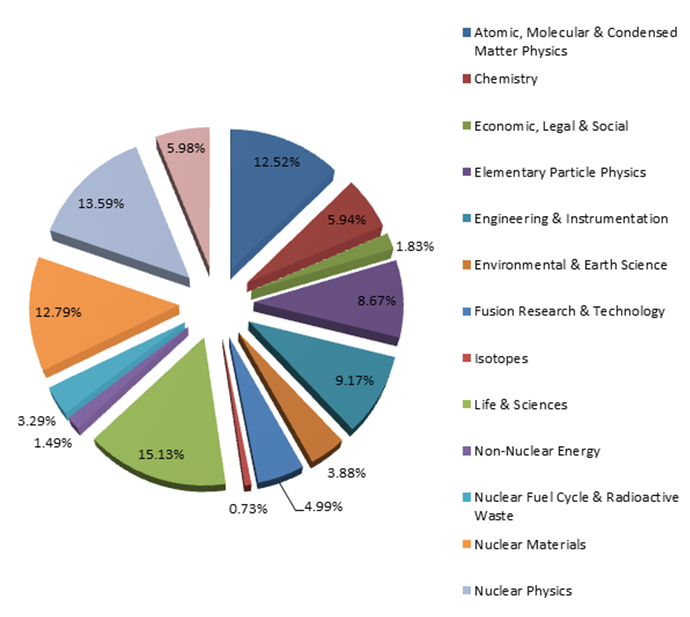 Atomic, Molecular & Condensed
Matter Physics
Chemistry
Economic, Legal & Social
Elementary Particle Physics
Engineering & Instrumentation
Environmental & Earth Science
Fusion Research & Technology
Isotopes
Life & Sciences
Non-Nuclear Energy
Nuclear Fuel Cycle & Radioactive
Waste
Nuclear Materials
Nuclear Physics
12.52%
5.94%
1.83%
8.67%
9.17%
3.88%
4.99%
0.73%
15.13%
1.49%
3.29%
12.79%
13.59%
5.98%